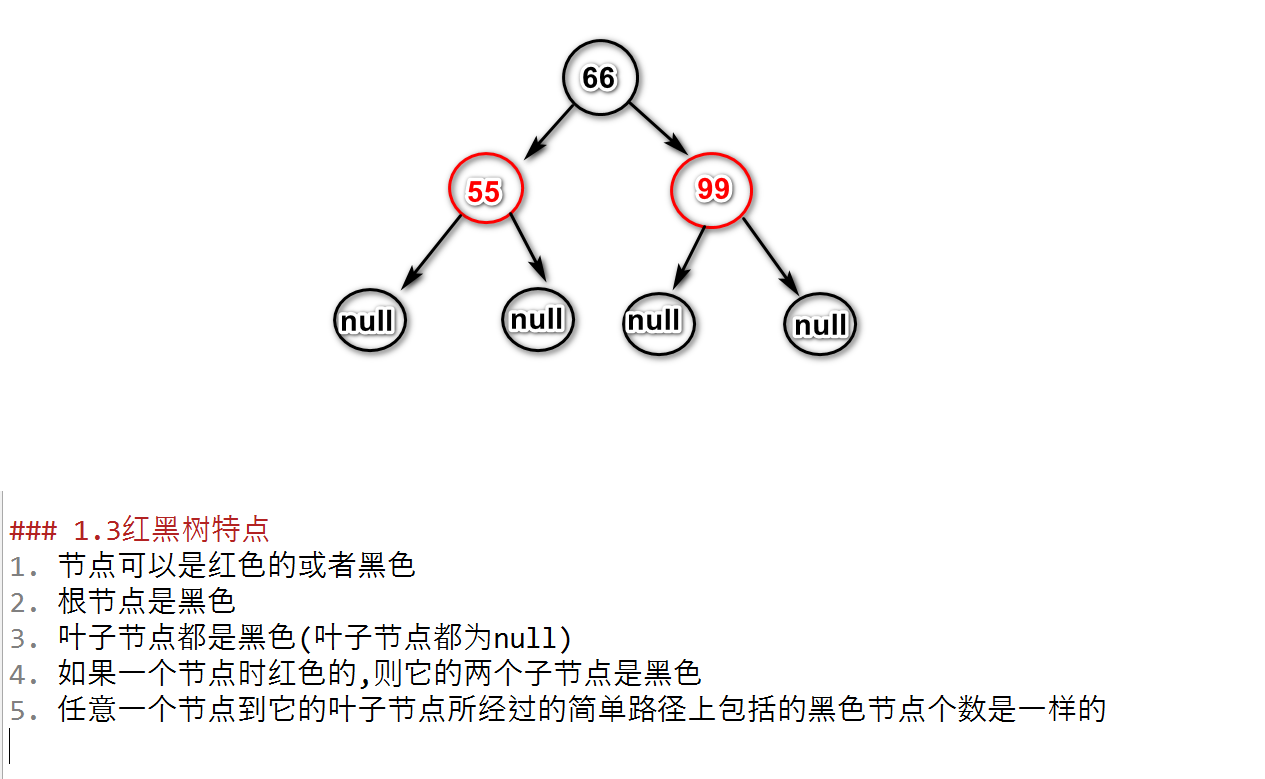 66
55 99
null null null null
### 1.3红黑树特点
1. 节点可以是红色的或者黑色
2. 根节点是黑色
3. 叶子节点都是黑色(叶子节点都为null)
4. 如果一个节点时红色的,则它的两个子节点是黑色
5. 任意一个节点到它的叶子节点所经过的简单路径上包括的黑色节点个数是一样的